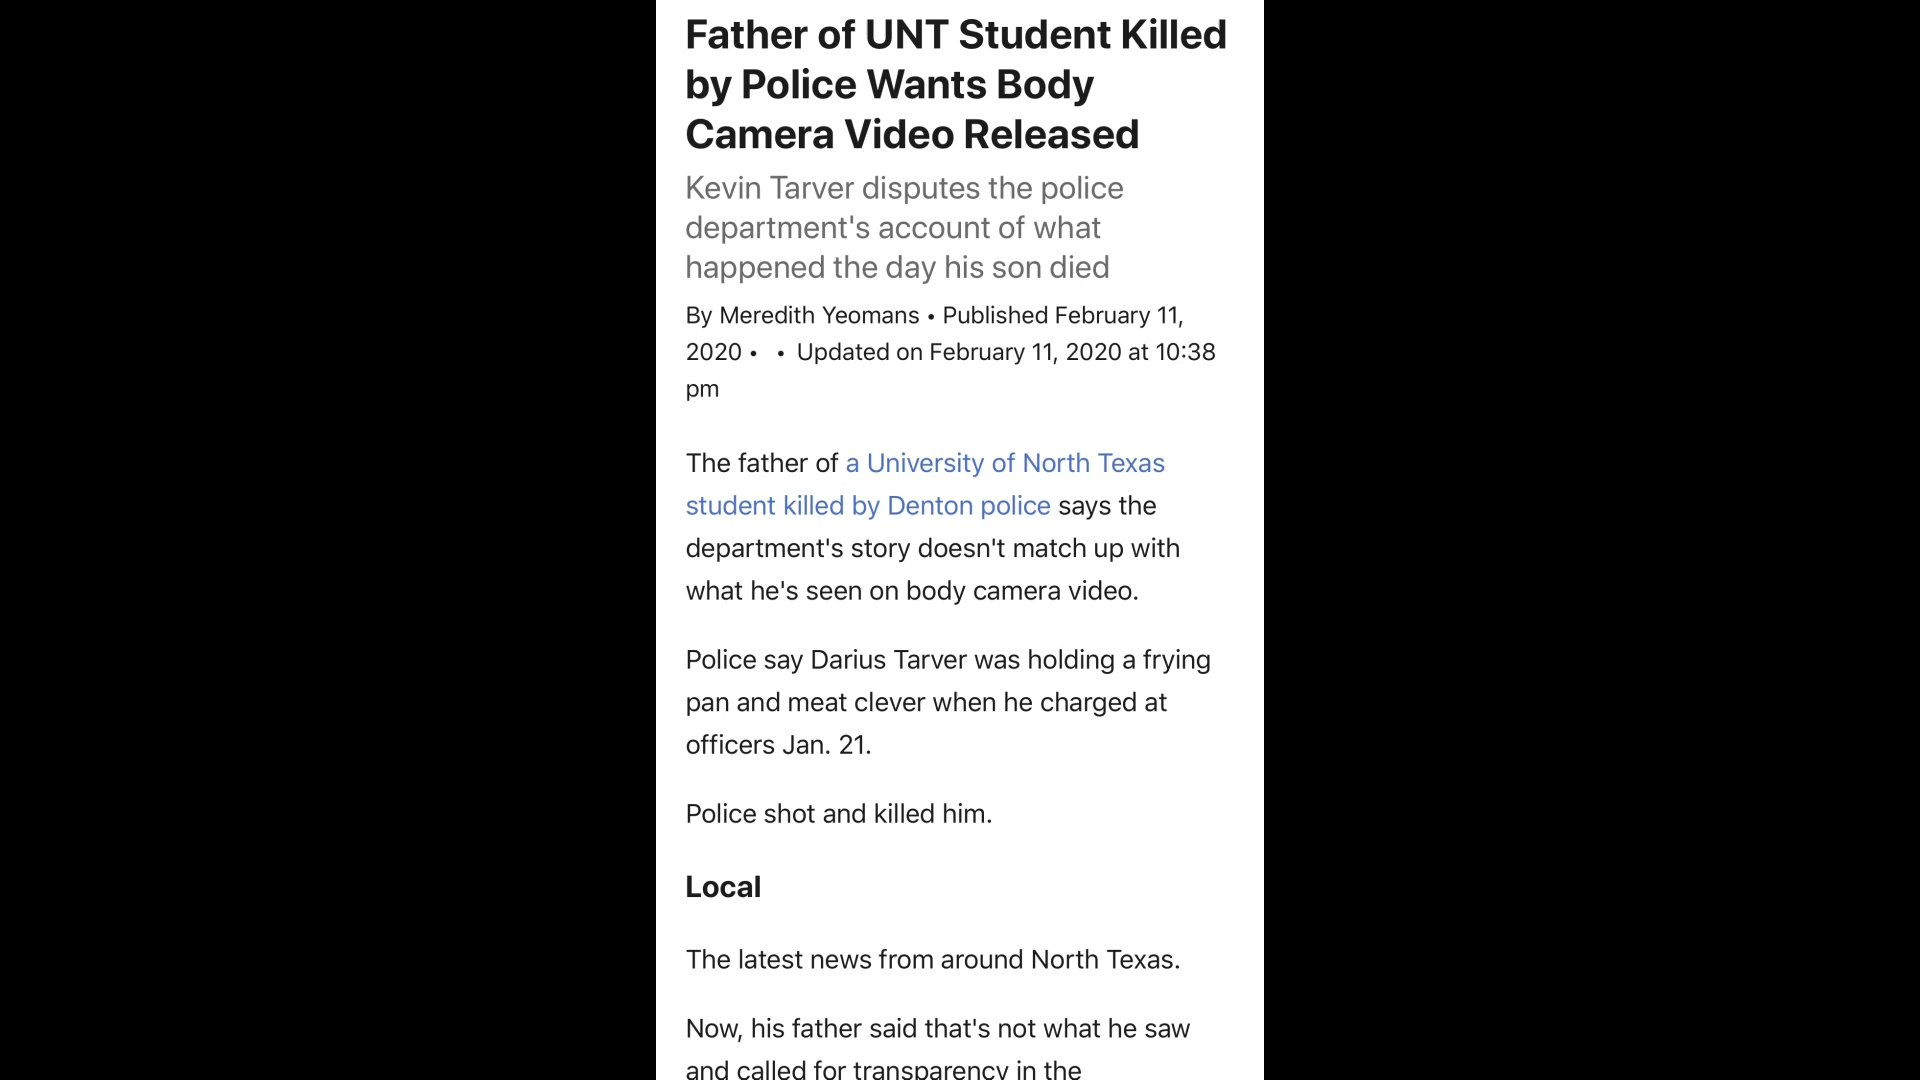 Father of UNT Student Killed
by Police Wants Body
Camera Video Released
Kevin Tarver disputes the police
department's account of what
happened the day his son died
By Meredith Yeomans • Published February 11,
2020 • • Updated on February 11, 2020 at 10:38
pm
The father of a University of North Texas
student killed by Denton police says the
department's story doesn't match up with
what he's seen on body camera video.
Police say Darius Tarver was holding a frying
pan and meat clever when he charged at
officers Jan. 21.
Police shot and killed him.
Local
The latest news from around North Texas.
Now, his father said that's not what he saw
and called for transparency in the